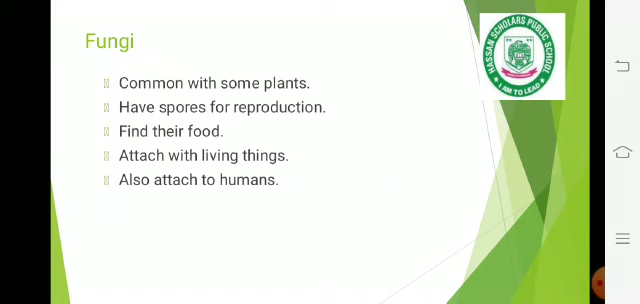 Fungi
Common with some plants.
Have spores for reproduction.
Find their food.
Attach with living things.
Also attach to humans.
HASSAN SCHOLARS PUBLIC SCHOOL
I AM TO LEAD